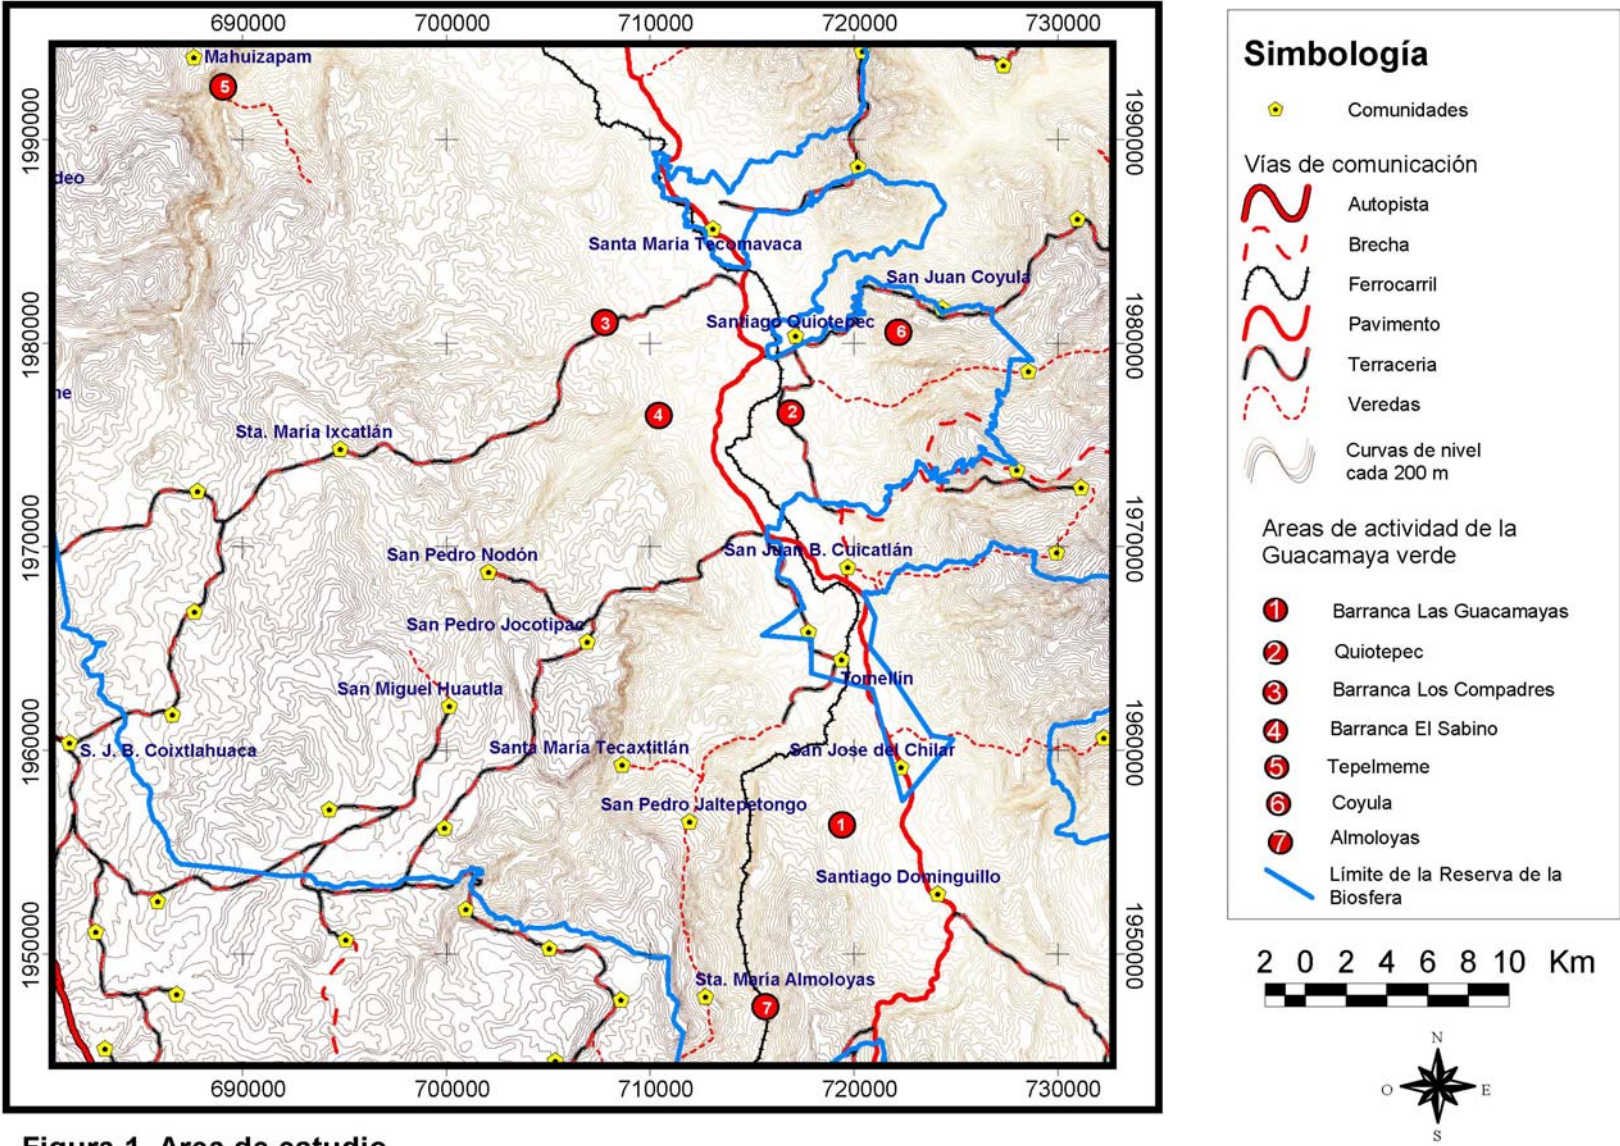 690000 700000 710000 720000 730000
Mahuizapam
5
1990000 1990000
deo
Santa Maria Tecomavaca
San Juan Coyula
3 Santiago Quiotepec 6
1980000 1980000
ne
4 2
Sta. Maria Ixcatlán
1970000 1970000
San Pedro Nodón San Juan B. Cuicatlán
San Pedro Jocotipac
Tomellin
San Miguel Huautla
1960000 1960000
S. J. B. Coixtlahuaca Santa María Tecaxtitlán San Jose del Chilar
San Pedro Jaltepetongo
1
Santiago Dominguillo
1950000 1950000
Sta. María Almoloyas
7
690000 700000 710000 720000 730000
Figura 1. Area de estudio
Simbología
Comunidades
Vías de comunicación
Autopista
Brecha
Ferrocarril
Pavimento
Terraceria
Veredas
Curvas de nivel
cada 200 m
Areas de actividad de la
Guacamaya verde
1 Barranca Las Guacamayas
2 Quiotepec
3 Barranca Los Compadres
4 Barranca El Sabino
5 Tepelmeme
6 Coyula
7 Almoloyas
Límite de la Reserva de la
Biosfera
2 0 2 4 6 8 10 Km
N
O E
S